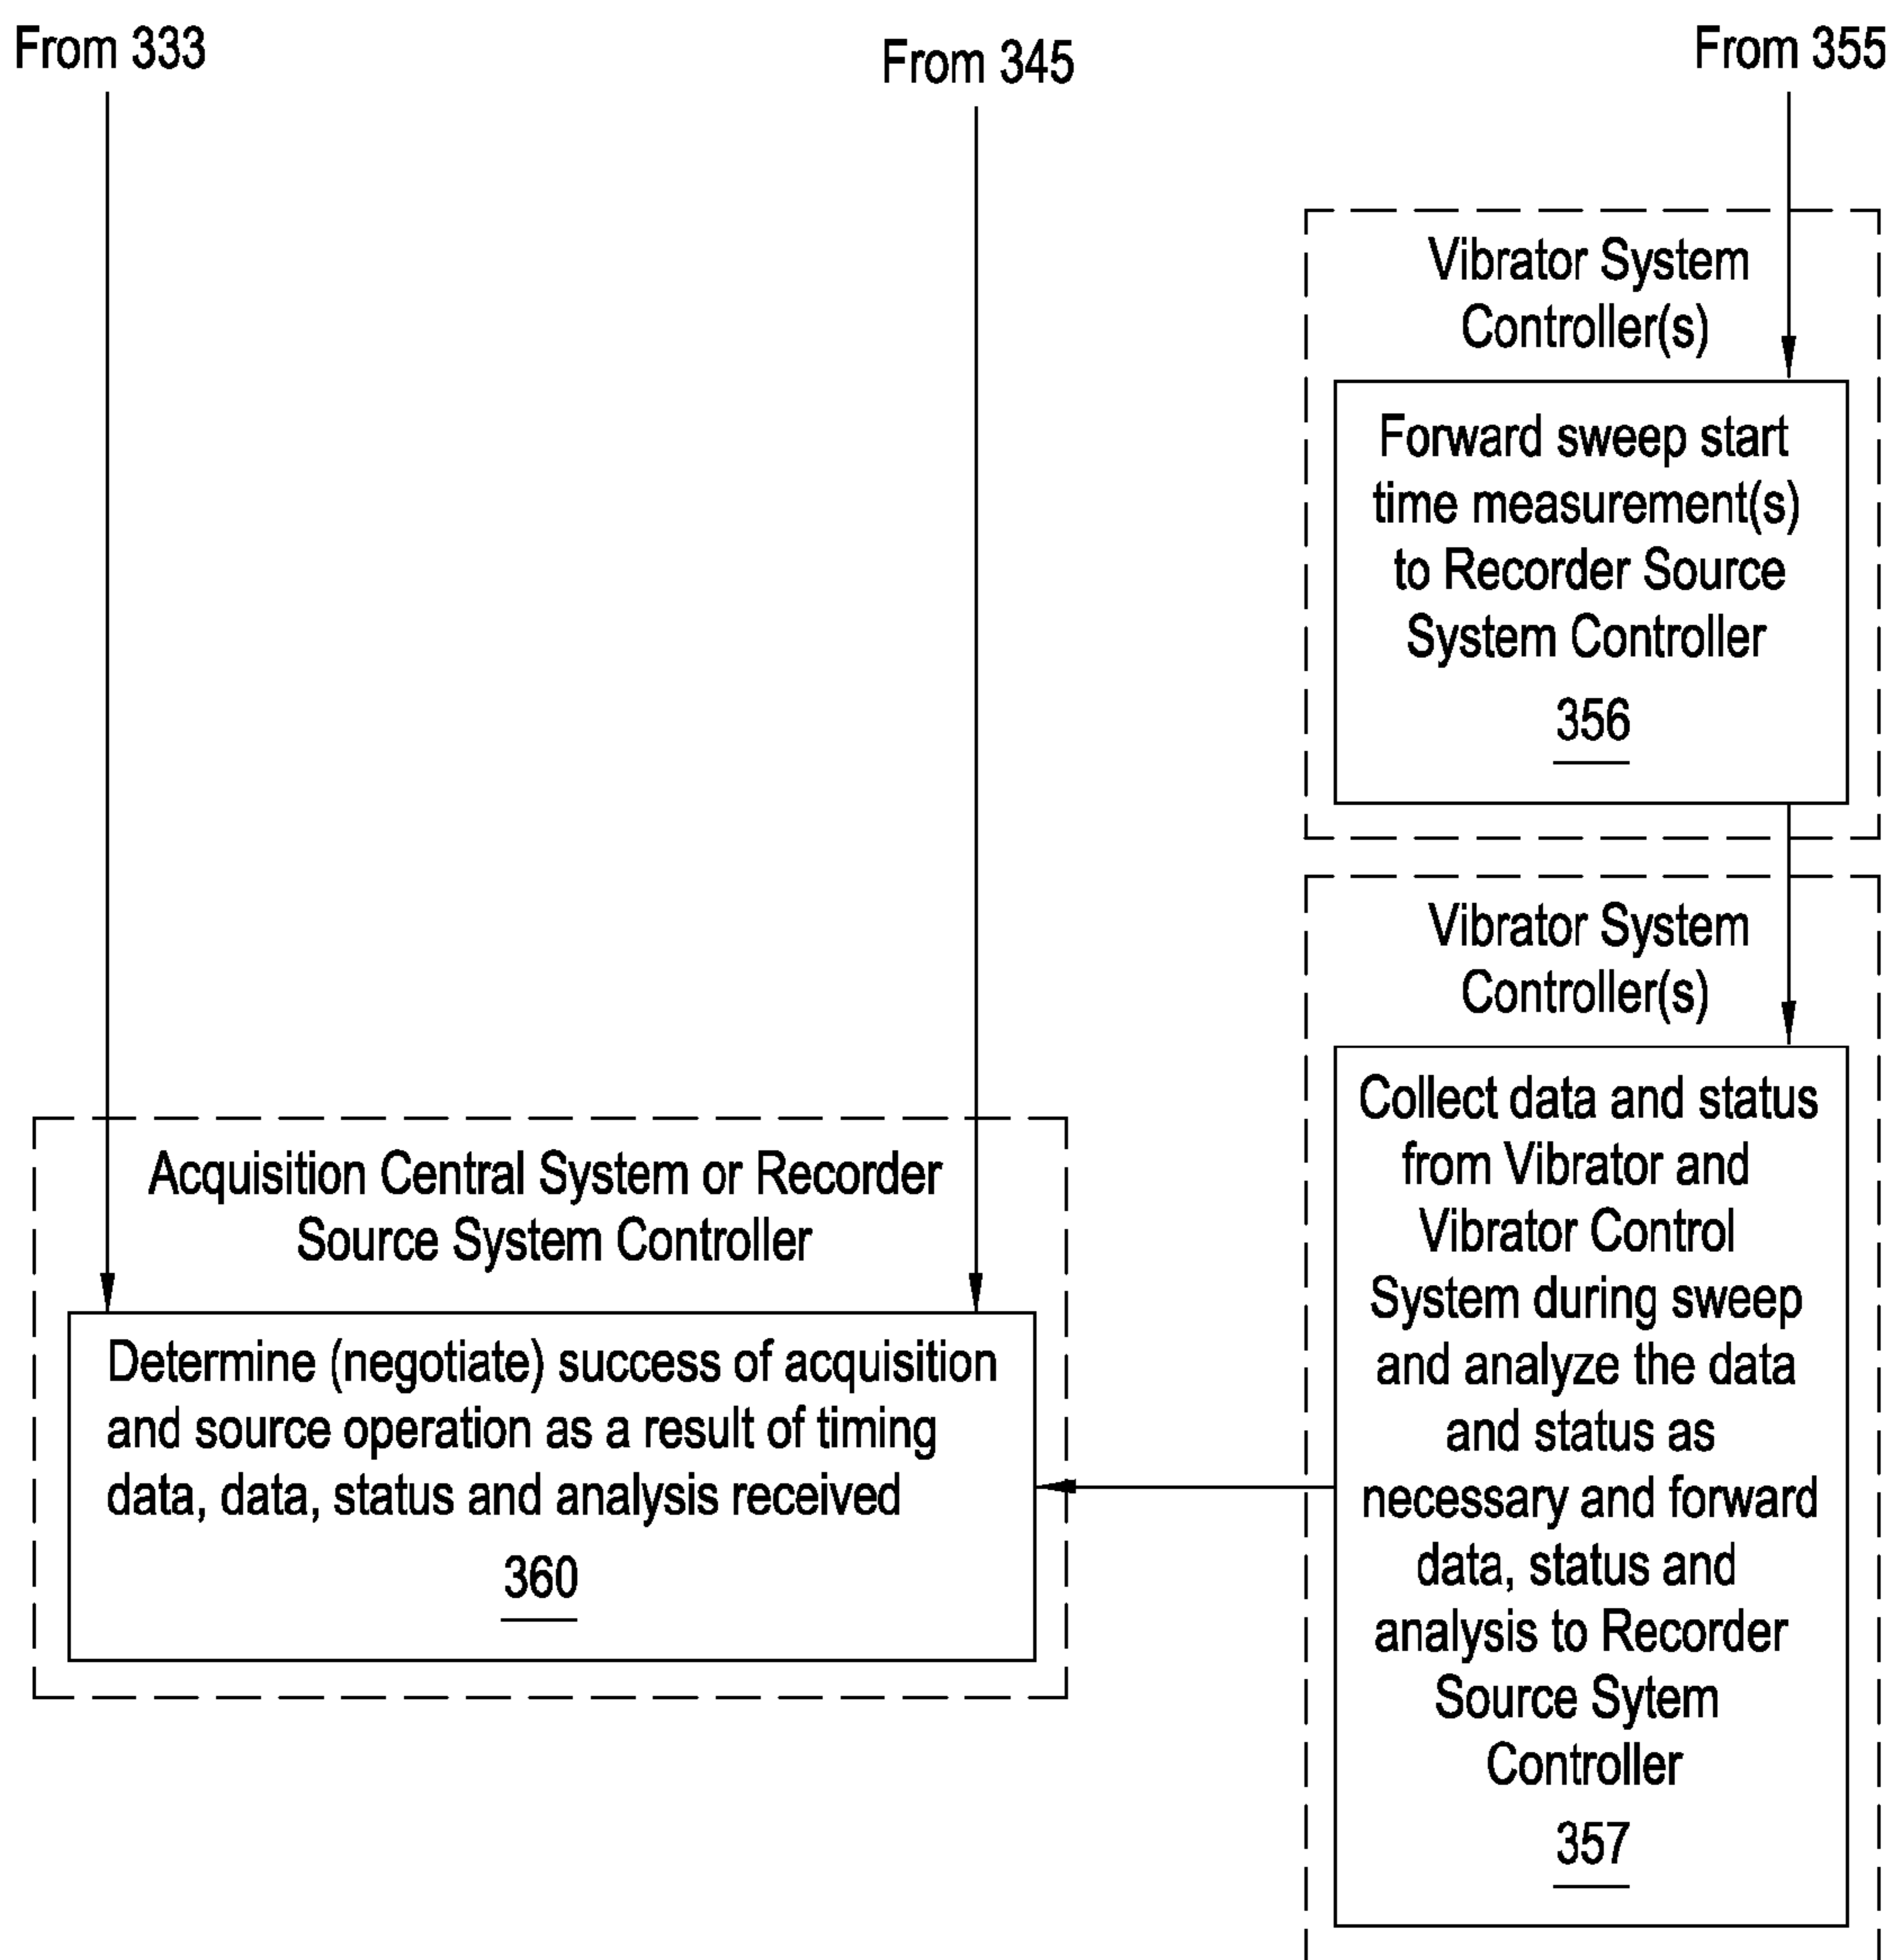 From 333
From 345
From 355
Vibrator System
Controller(s)
Forward sweep start
time measurement(s)
to Recorder Source
System Controller
356
Vibrator System
Controller(s)
Collect data and status
from Vibrator and
Vibrator Control
System during sweep
and analyze the data
and status as
necessary and forward
data, status and
analysis to Recorder
Source Sytem
Controller
357
Acquisition Central System or Recorder
Source System Controller
Determine (negotiate) success of acquisition
and source operation as a result of timing
data, data, status and analysis received
360